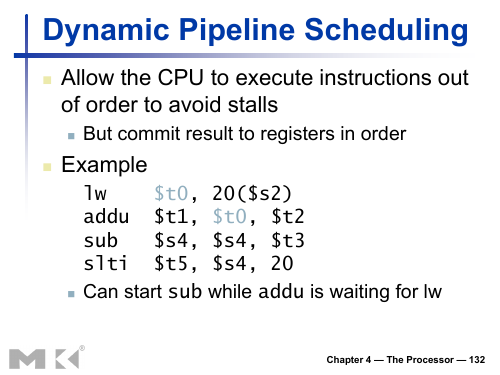 Dynamic Pipeline Scheduling
Allow the CPU to execute instructions out
of order to avoid stalls
But commit result to registers in order
Example
lw $t0, 20($s2)
addu $t1, $t0, $t2
sub $s4, $s4, $t3
slti $t5, $s4, 20
Can start sub while addu is waiting for lw
MK®
Chapter 4 — The Processor — 132